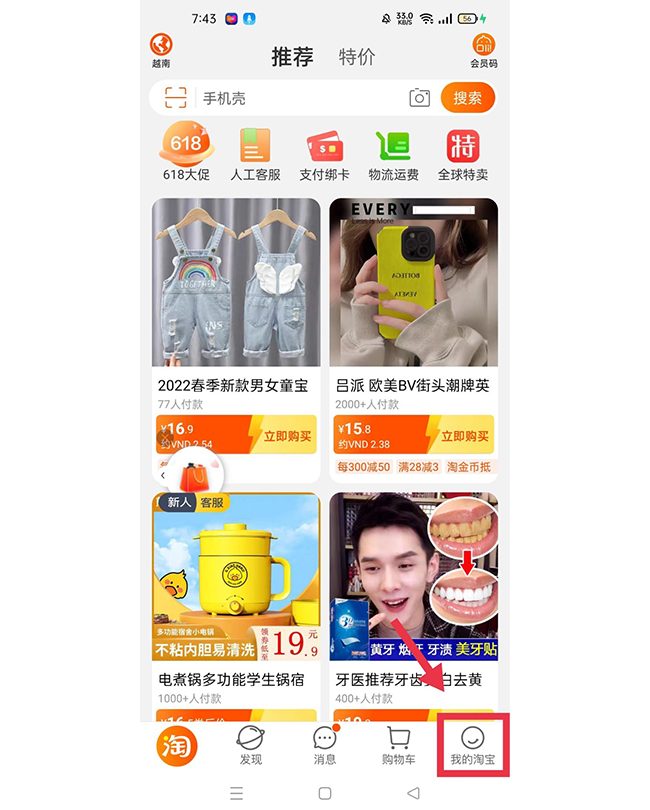 7:43
33.0
KB/S
56
越南
推荐
特价
会员码
手机壳
搜索
618
特
618大促
人工客服
支付绑卡
物流运费
全球特卖
TOGETHER
EVERY
Less Is More
BOTTEGA
VENETA
2022春季新款男女童宝
77人付款
¥16.9
约VND 2.54
立即购买
吕派 欧美BV街头潮牌英
2000+人付款
¥15.8
约VND 2.38
立即购买
每300减50
满28减3
淘金币抵
新人
客服
多功能宿舍小电锅
不粘内胆易清洗
领券低至
19.9
元
黄牙 烟牙 牙渍 美牙贴
电煮锅多功能学生锅宿
1000+人付款
牙医推荐牙齿美白去黄
400+人付款
淘
发现
消息
购物车
我的淘宝